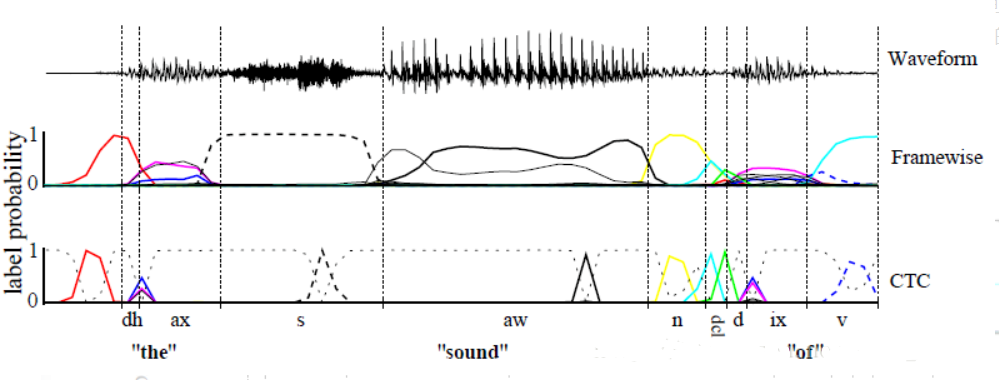 Waveform
label probability
1
0
Framewise
1
0
CTC
dh ax s aw n dcl d ix v
"the" "sound" "of"